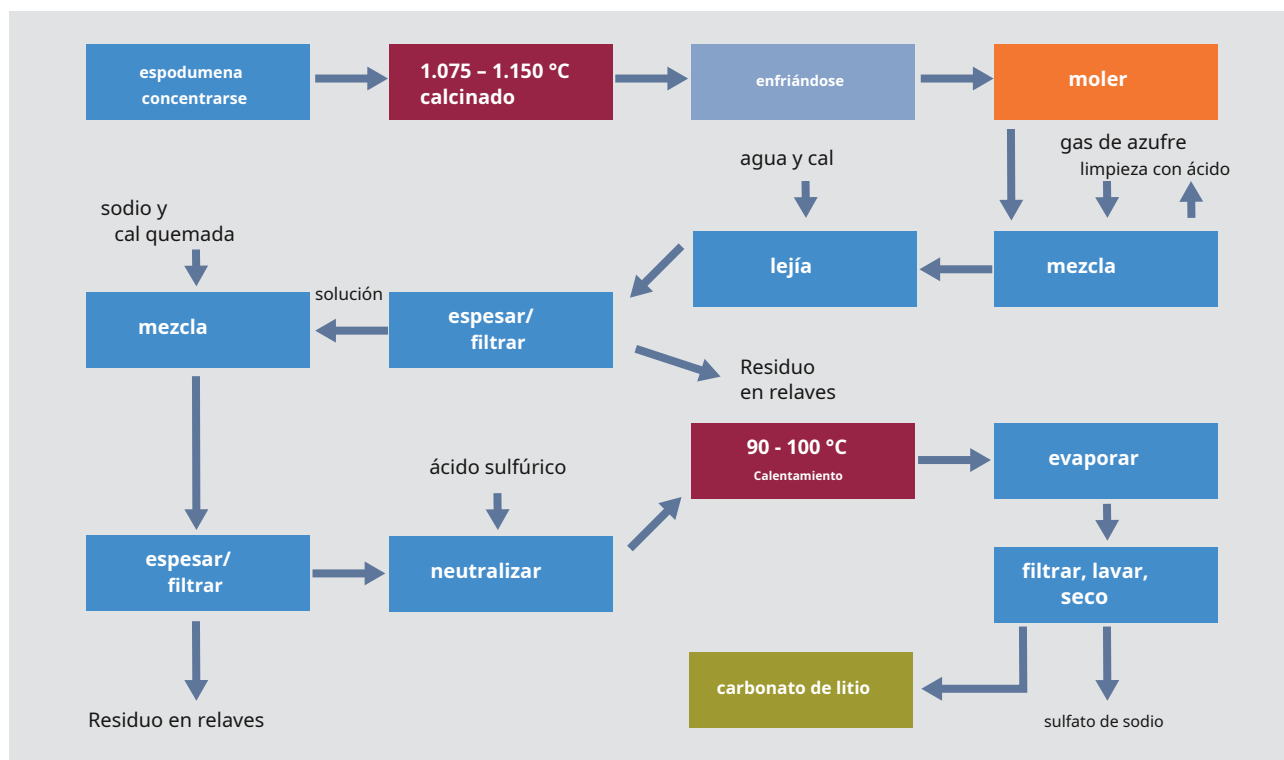 espodumena
concentrarse
1.075 – 1.150 °C
calcinado
enfriándose
moler
agua y cal
gas de azufre
limpieza con ácido
sodio y
cal quemada
lejía
mezcla
solución
mezcla
espesar/
filtrar
Residuo
en relaves
90 - 100 °C
Calentamiento
evaporar
ácido sulfúrico
espesar/
filtrar
neutralizar
filtrar, lavar,
seco
carbonato de litio
Residuo en relaves
sulfato de sodio